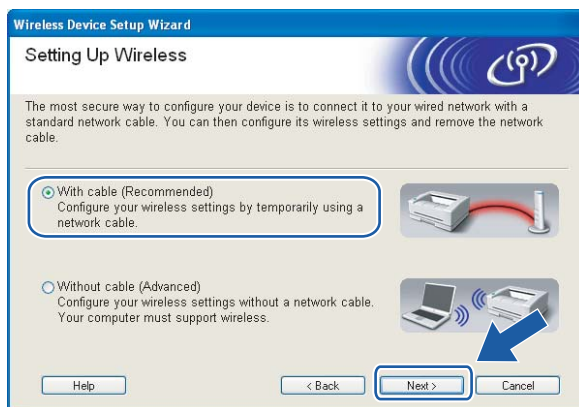 Wireless Device Setup Wizard
Setting Up Wireless
The most secure way to configure your device is to connect it to your wired network with a
standard network cable. You can then configure its wireless settings and remove the network
cable.
With cable (Recommended)
Configure your wireless settings by temporarily using a
network cable.
Without cable (Advanced)
Configure your wireless settings without a network cable.
Your computer must support wireless.
Help
< Back
Next >
Cancel